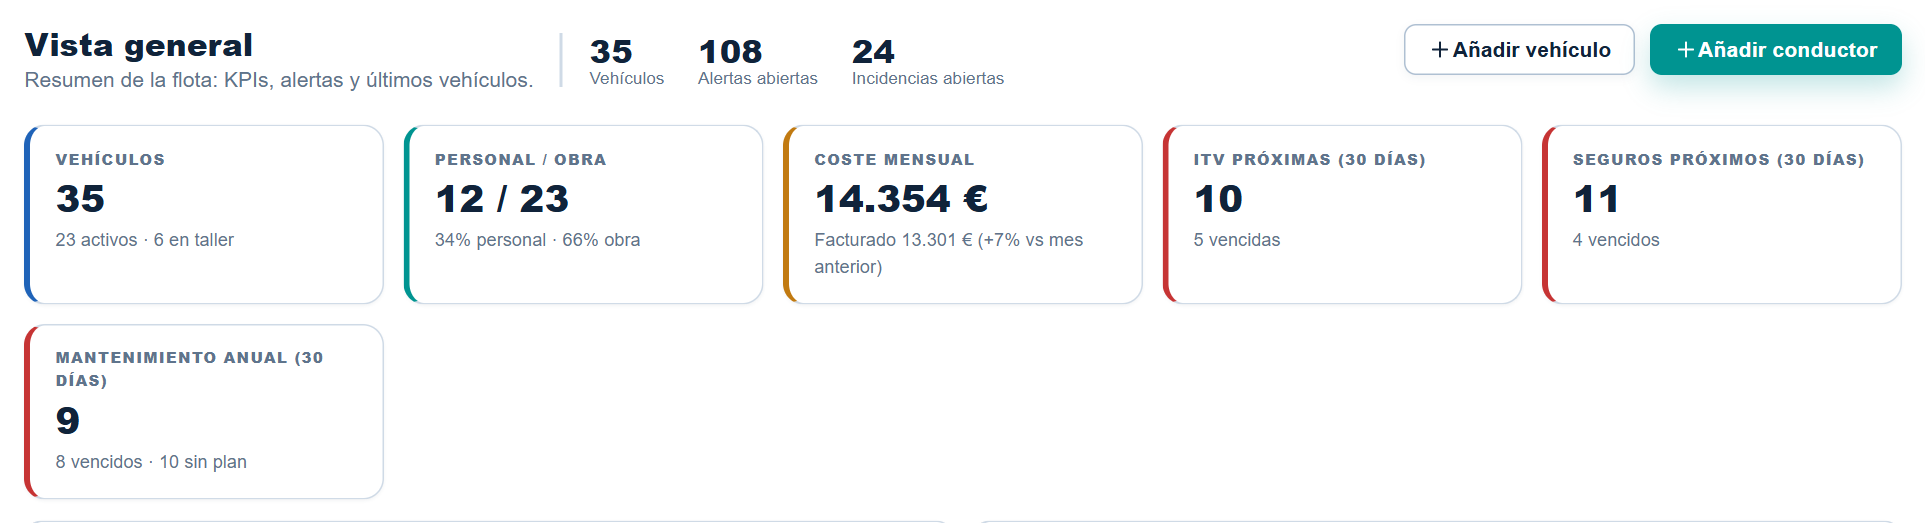 Vista general
Resumen de la flota: KPIs, alertas y últimos vehículos.
35
Vehículos
108
Alertas abiertas
24
Incidencias abiertas
+Añadir vehículo
+Añadir conductor
VEHÍCULOS
35
23 activos · 6 en taller
PERSONAL / OBRA
12 / 23
34% personal · 66% obra
COSTE MENSUAL
14.354 €
Facturado 13.301 € (+7% vs mes
anterior)
ITV PRÓXIMAS (30 DÍAS)
10
5 vencidas
SEGUROS PRÓXIMOS (30 DÍAS)
11
4 vencidos
MANTENIMIENTO ANUAL (30
DÍAS)
9
8 vencidos · 10 sin plan